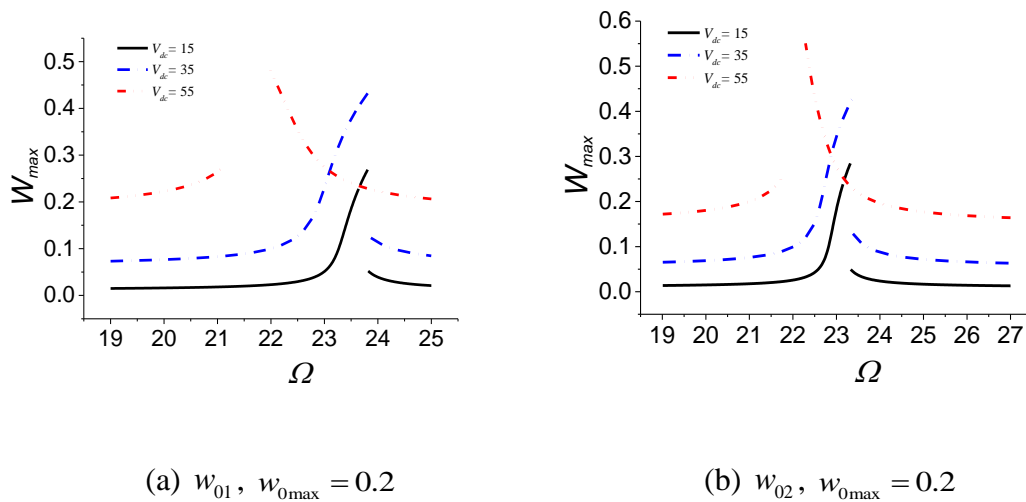 V_dc = 15
V_dc = 35
V_dc = 55
0.5
0.4
0.3
0.2
0.1
0.0
W_max
19 20 21 22 23 24 25
Ω
(a) w_01, w_0max = 0.2
V_dc = 15
V_dc = 35
V_dc = 55
0.6
0.5
0.4
0.3
0.2
0.1
0.0
W_max
19 20 21 22 23 24 25 26 27
Ω
(b) w_02, w_0max = 0.2